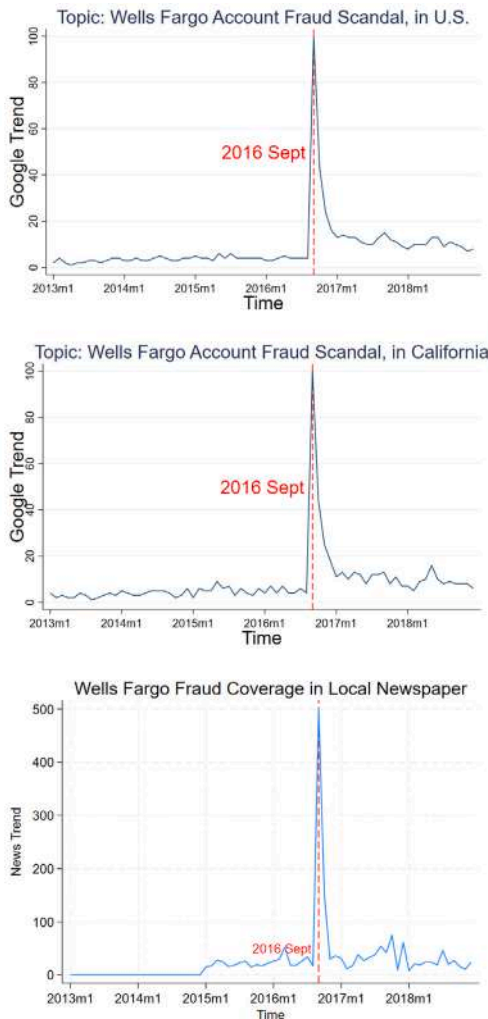 Topic: Wells Fargo Account Fraud Scandal, in U.S.
Google Trend
100
80
60
40
20
0
2016 Sept
2013m1 2014m1 2015m1 2016m1 2017m1 2018m1
Time
Topic: Wells Fargo Account Fraud Scandal, in California
Google Trend
100
80
60
40
20
0
2016 Sept
2013m1 2014m1 2015m1 2016m1 2017m1 2018m1
Time
Wells Fargo Fraud Coverage in Local Newspaper
News Trend
500
400
300
200
100
0
2016 Sept
2013m1 2014m1 2015m1 2016m1 2017m1 2018m1
Time